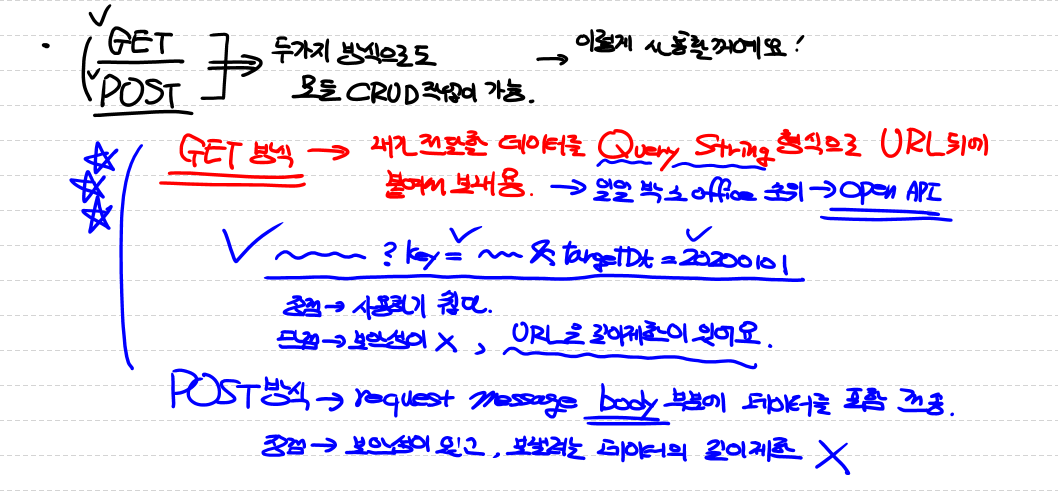 GET
POST
두가지 방식으로도
모든 CRUD 작업이 가능.
→ 이렇게 사용할꺼에요!
GET 방식 → 내가 전달할 데이터를 Query String 형식으로 URL 뒤에
붙여서 보내용. → 일일 박스 office 순위 → Open API
? key = & targetDt = 20200101
장점 → 사용하기 쉽다.
단점 → 보안성이 X, URL은 길이제한이 있어요.
POST 방식 → request message body 부분에 데이터를 포함 전송.
장점 → 보안성이 있고, 보낼려는 데이터의 길이제한 X